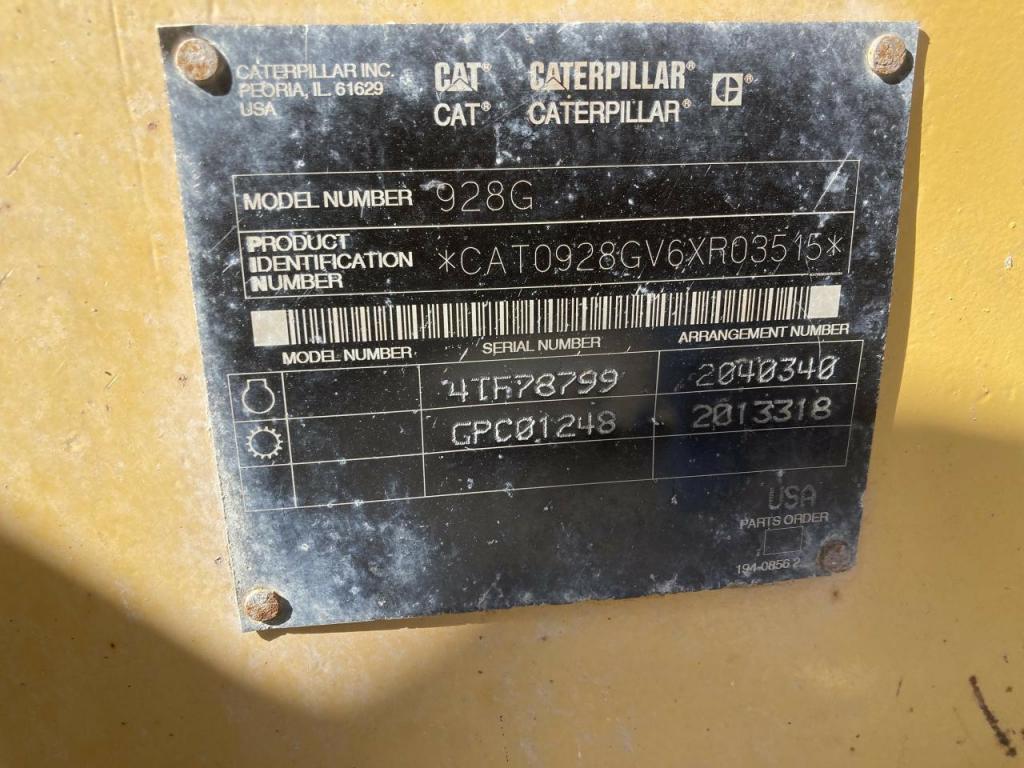 CATERPILLAR INC.
PEORIA, IL 61629
USA
CAT® CATERPILLAR® ®
CAT® CATERPILLAR®
MODEL NUMBER 928G
PRODUCT
IDENTIFICATION
NUMBER
*CAT0928GV6XR03515*
MODEL NUMBER SERIAL NUMBER ARRANGEMENT NUMBER
2040340
GPC01248 2013318
USA
PARTS ORDER
194-0856 2